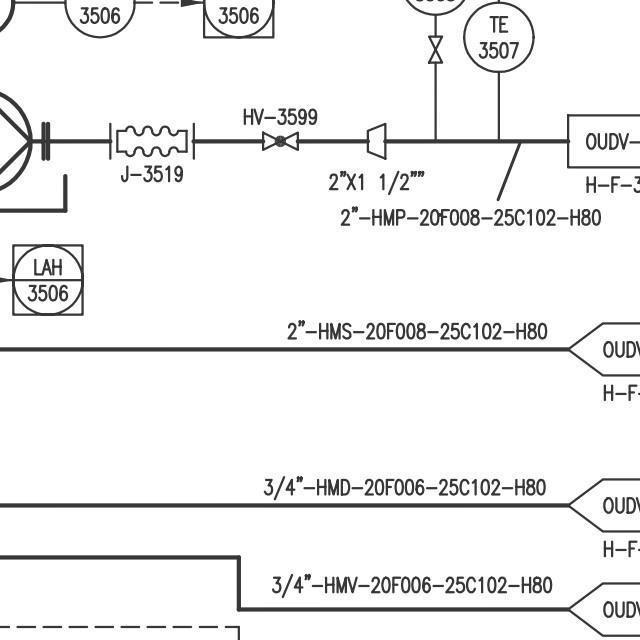 3506
3506
TE
3507
HV-3599
OUDV-
J-3519
2"X1 1/2""
H-F-3
2"-HMP-20F008-25C102-H80
LAH
3506
2"-HMS-20F008-25C102-H80
OUDV
H-F-
3/4"-HMD-20F006-25C102-H80
OUDV
H-F-
3/4"-HMV-20F006-25C102-H80
OUDV